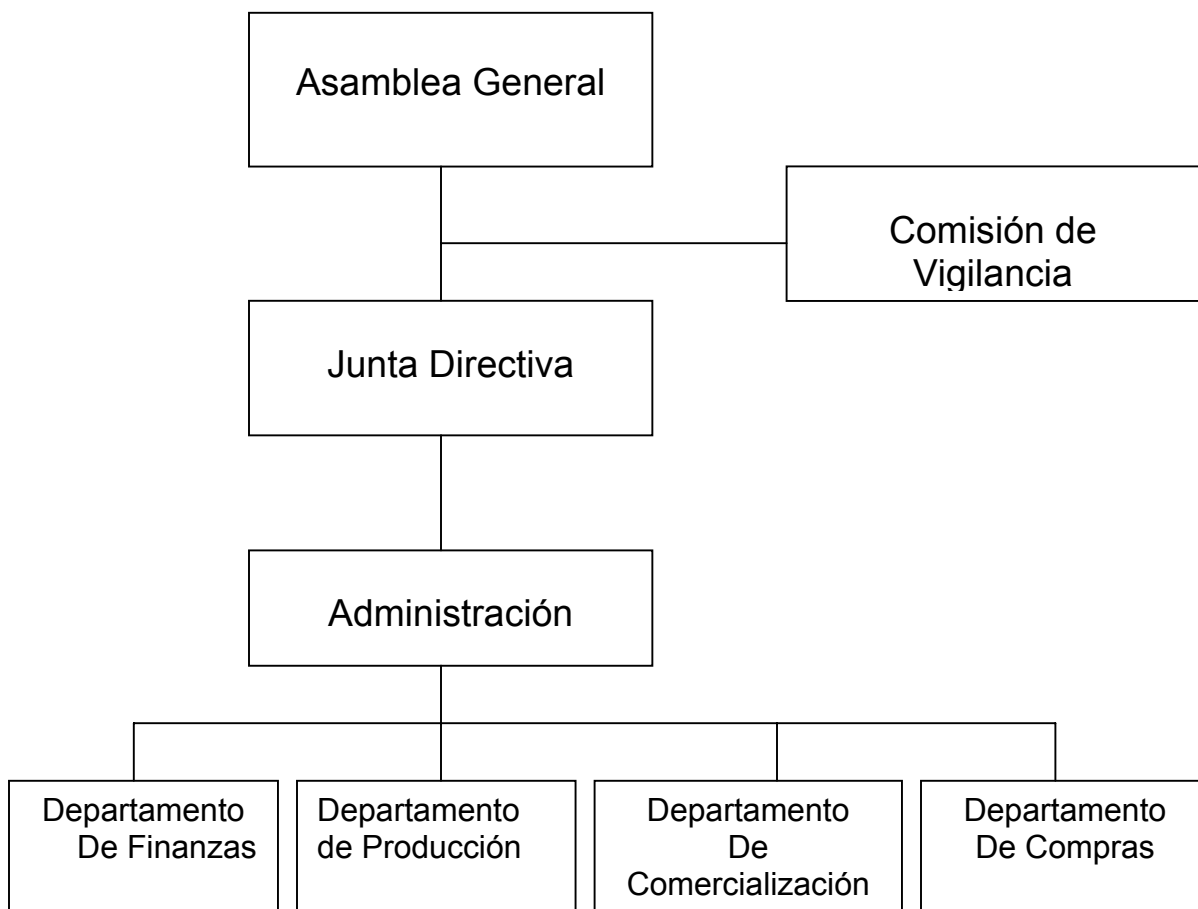 Asamblea General
Comisión de
Vigilancia
Junta Directiva
Administración
Departamento
De Finanzas
Departamento
de Producción
Departamento
De
Comercialización
Departamento
De Compras